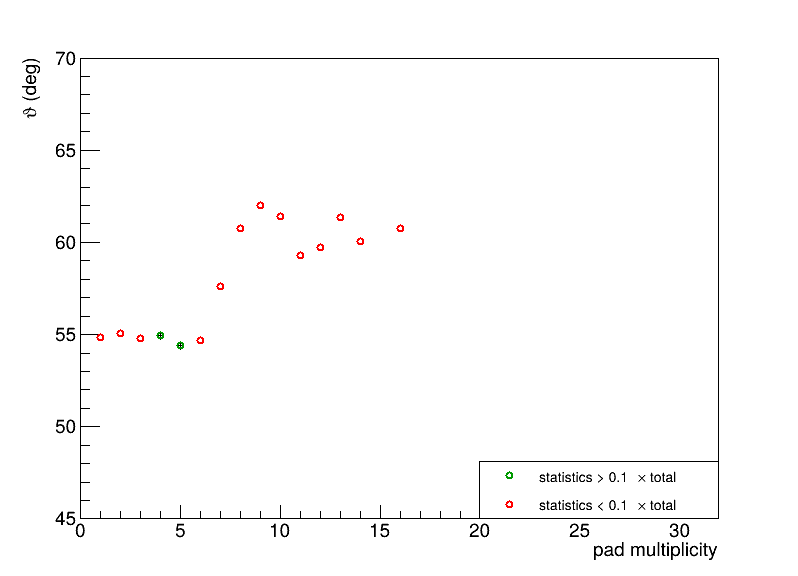 70
ϑ (deg)
65
60
55
50
45
statistics > 0.1 × total
statistics < 0.1 × total
0 5 10 15 20 25 30
pad multiplicity